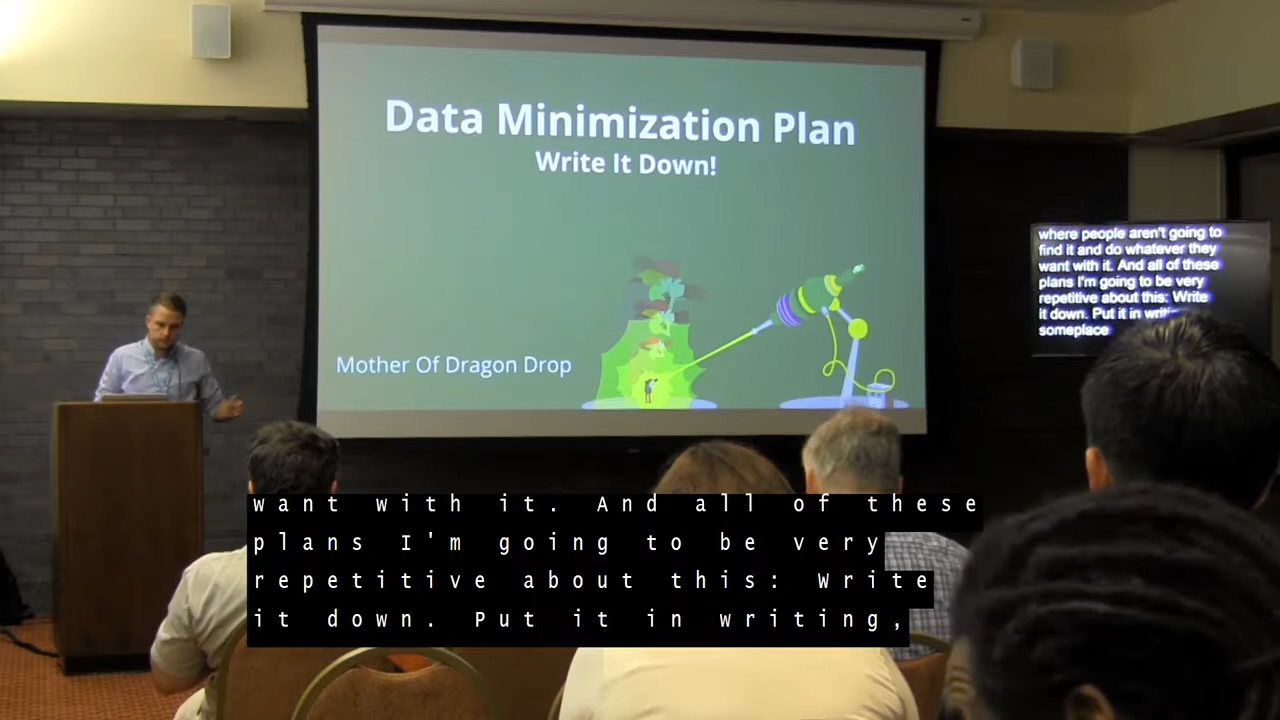 Data Minimization Plan
Write It Down!
Mother Of Dragon Drop
where people aren't going to
find it and do whatever they
want with it. And all of these
plans I'm going to be very
repetitive about this: Write
it down. Put it in writing,
someplace
want with it. And all of these
plans I'm going to be very
repetitive about this: Write
it down. Put it in writing,